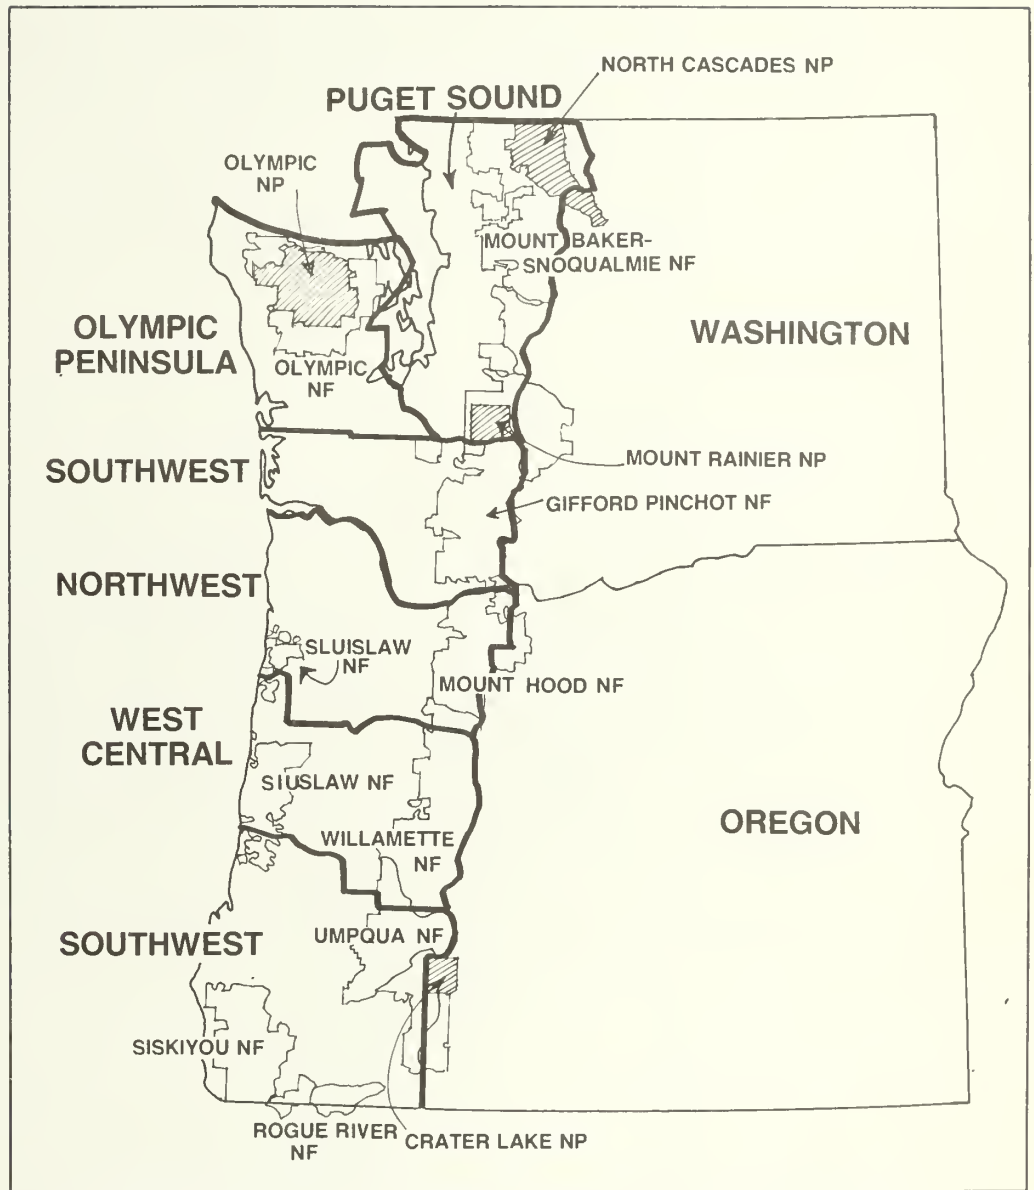 NORTH CASCADES NP
PUGET SOUND
OLYMPIC
NP
MOUNT BAKER-
SNOQUALMIE NF
OLYMPIC
PENINSULA
WASHINGTON
OLYMPIC
NF
SOUTHWEST
MOUNT RAINIER NP
GIFFORD PINCHOT NF
NORTHWEST
SLUISLAW
NF
MOUNT HOOD NF
WEST
CENTRAL
SIUSLAW NF
OREGON
WILLAMETTE
NF
SOUTHWEST
UMPQUA NF
SISKIYOU NF
ROGUE RIVER
NF
CRATER LAKE NP